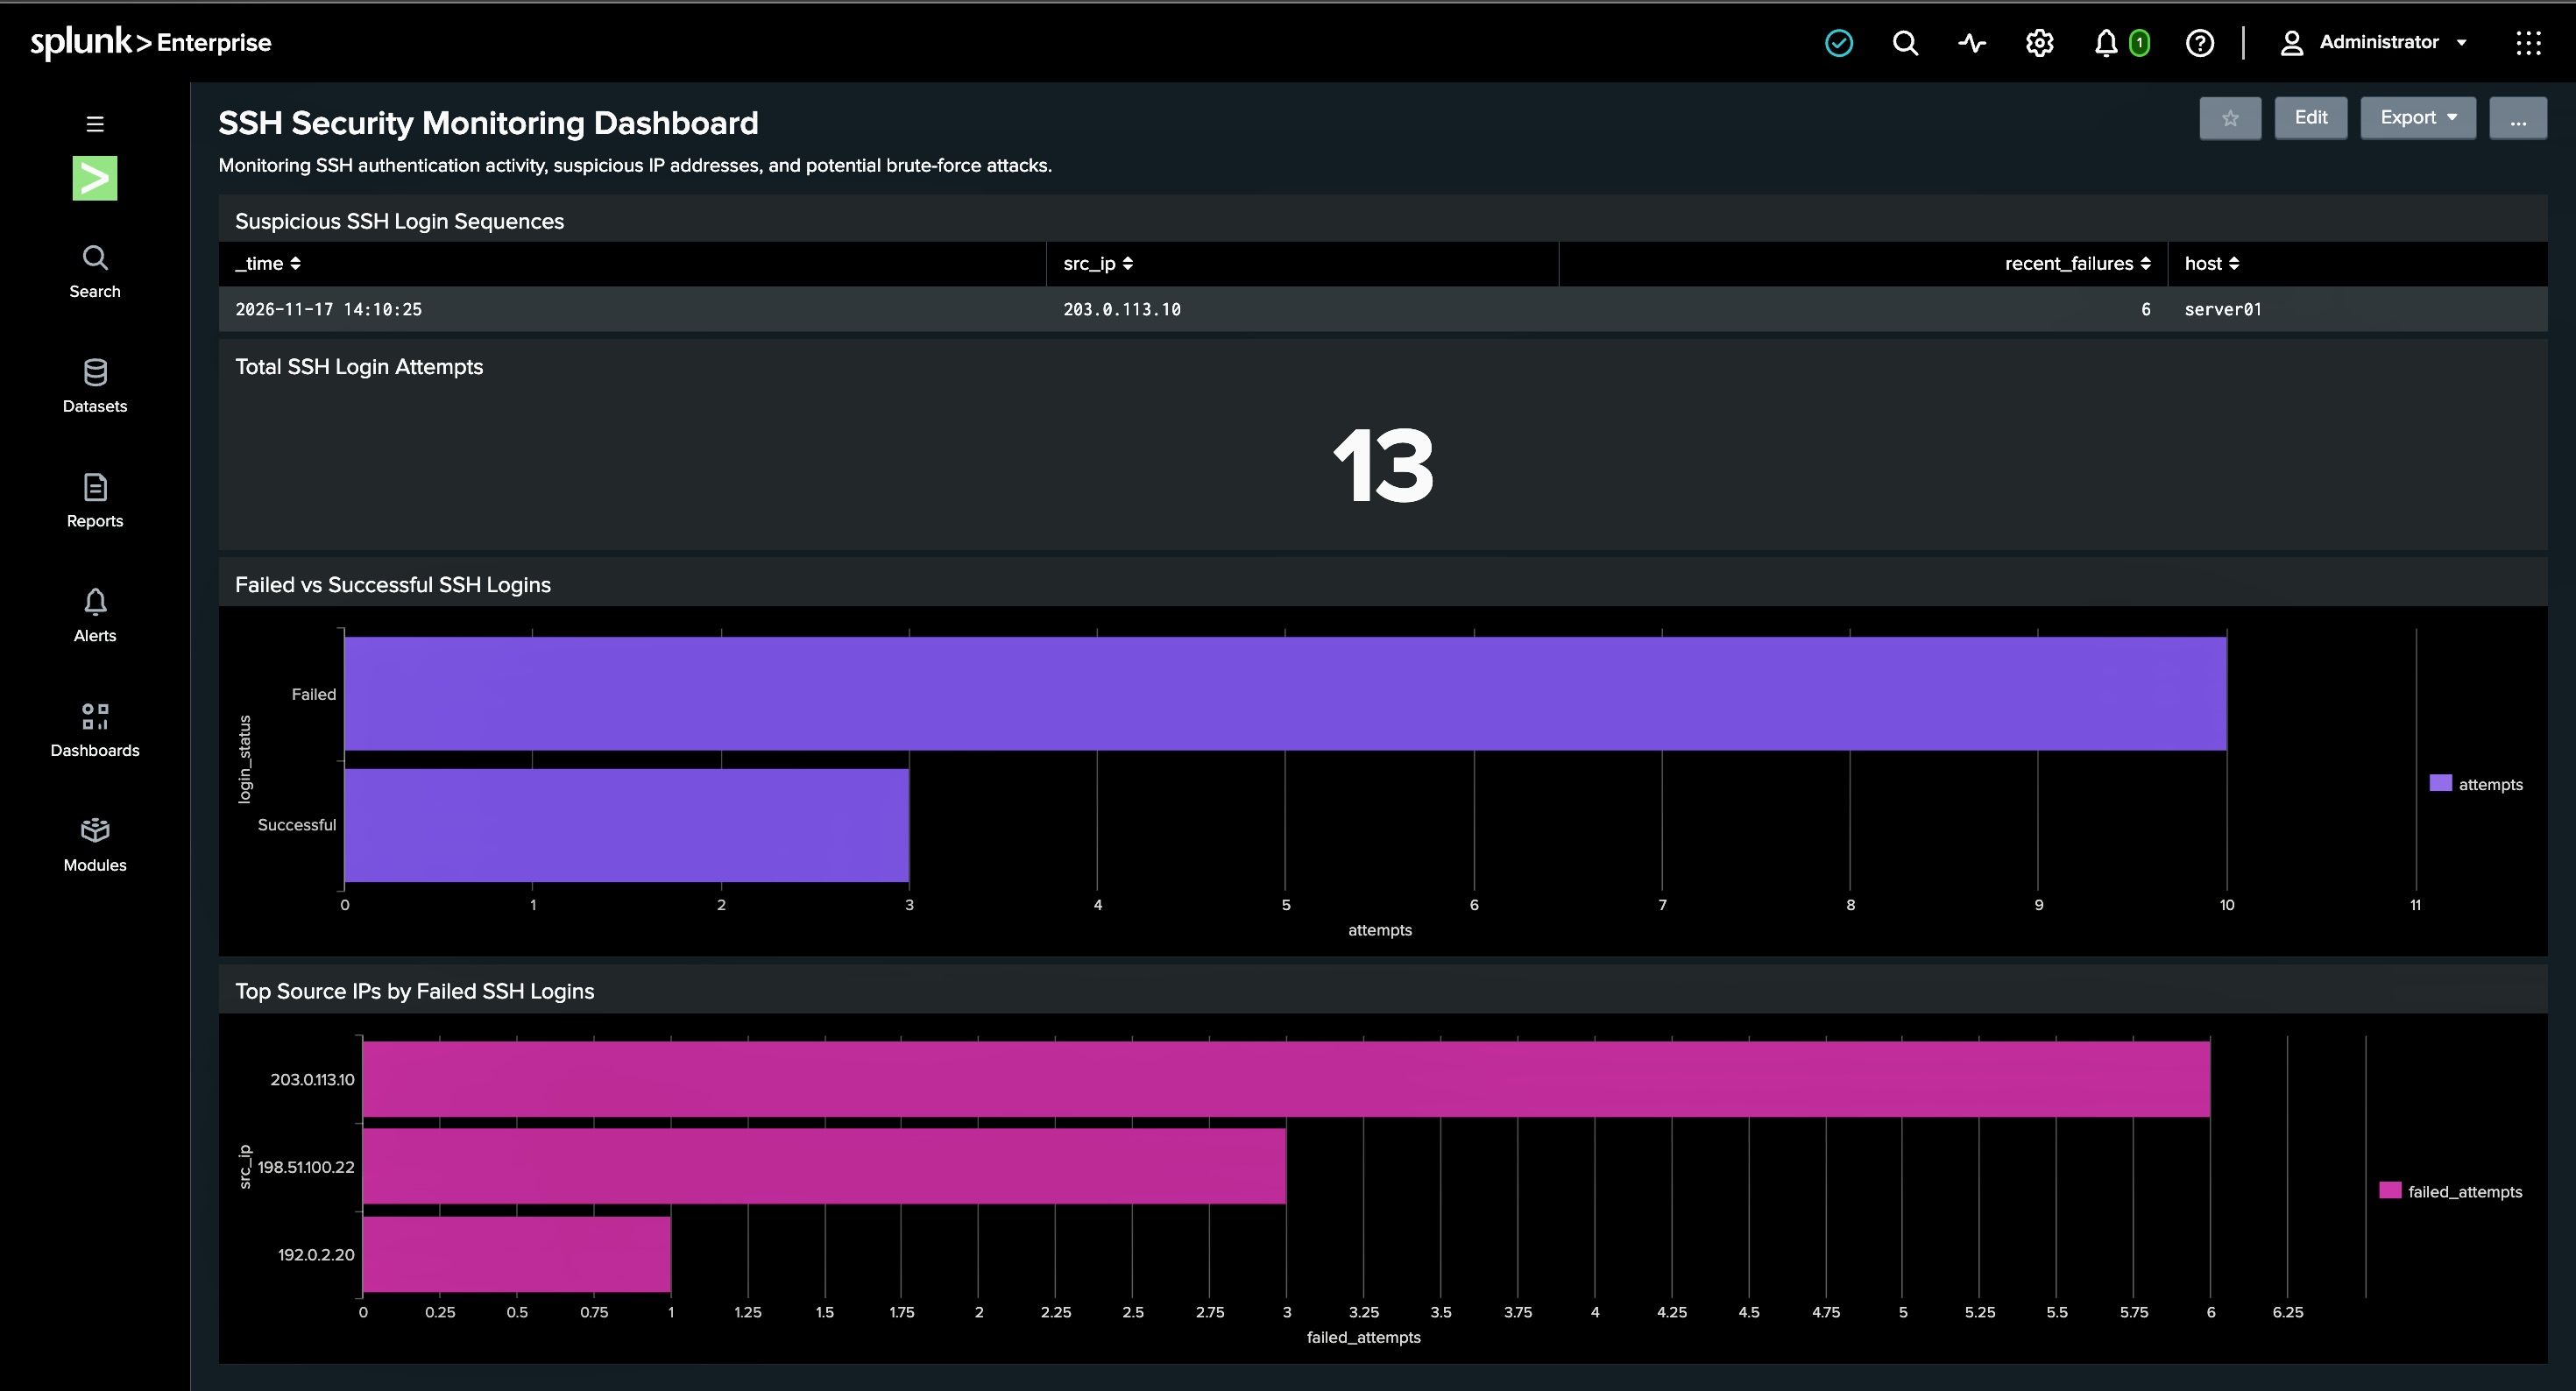 splunk> Enterprise
1
Administrator
SSH Security Monitoring Dashboard
Edit
Export
...
Monitoring SSH authentication activity, suspicious IP addresses, and potential brute-force attacks.
Search
Datasets
Reports
Alerts
Dashboards
Modules
Suspicious SSH Login Sequences
_time src_ip recent_failures host
2026-11-17 14:10:25 203.0.113.10 6 server01
Total SSH Login Attempts
13
Failed vs Successful SSH Logins
login_status
Failed
Successful
0 1 2 3 4 5 6 7 8 9 10 11
attempts
attempts
Top Source IPs by Failed SSH Logins
src_ip
203.0.113.10
198.51.100.22
192.0.2.20
0 0.25 0.5 0.75 1 1.25 1.5 1.75 2 2.25 2.5 2.75 3 3.25 3.5 3.75 4 4.25 4.5 4.75 5 5.25 5.5 5.75 6 6.25
failed_attempts
failed_attempts